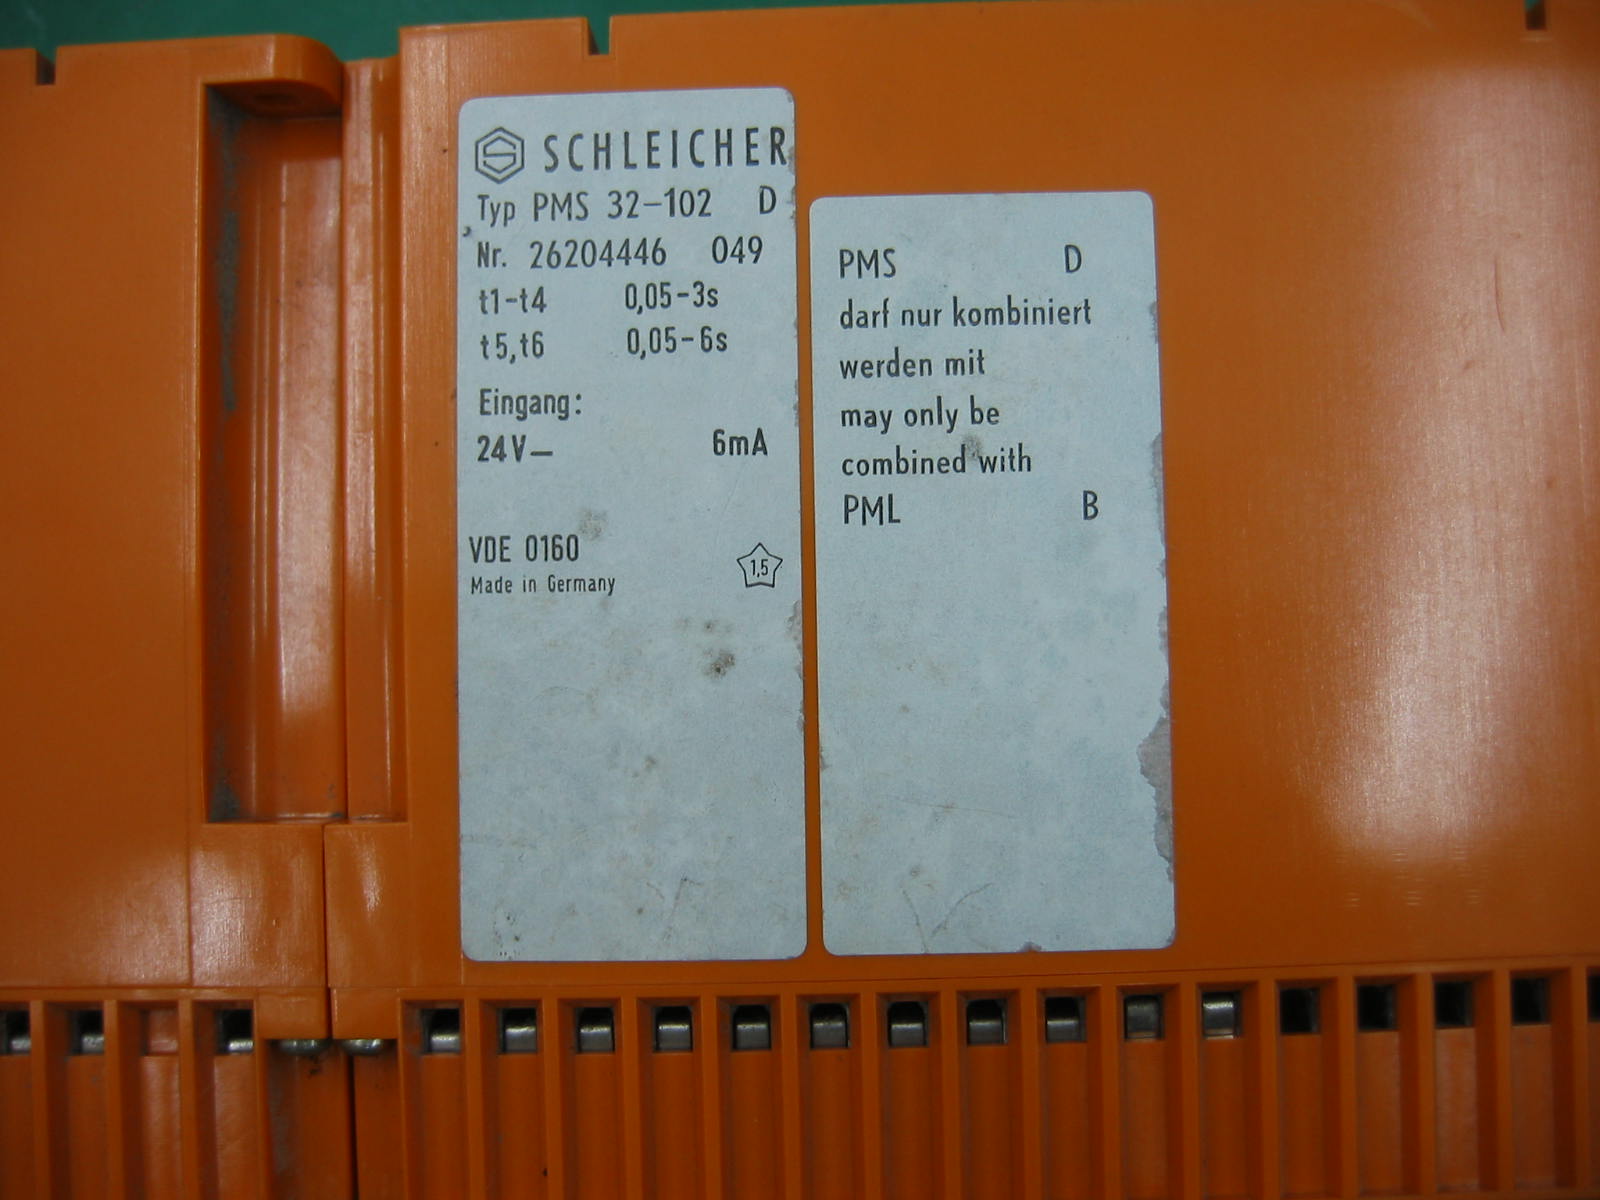 SCHLEICHER
Typ PMS 32-102 D
Nr. 26204446 049
t1-t4 0,05-3s
t5,t6 0,05-6s
Eingang:
24V— 6mA
VDE 0160
Made in Germany
1,5
PMS D
darf nur kombiniert
werden mit
may only be
combined with
PML B